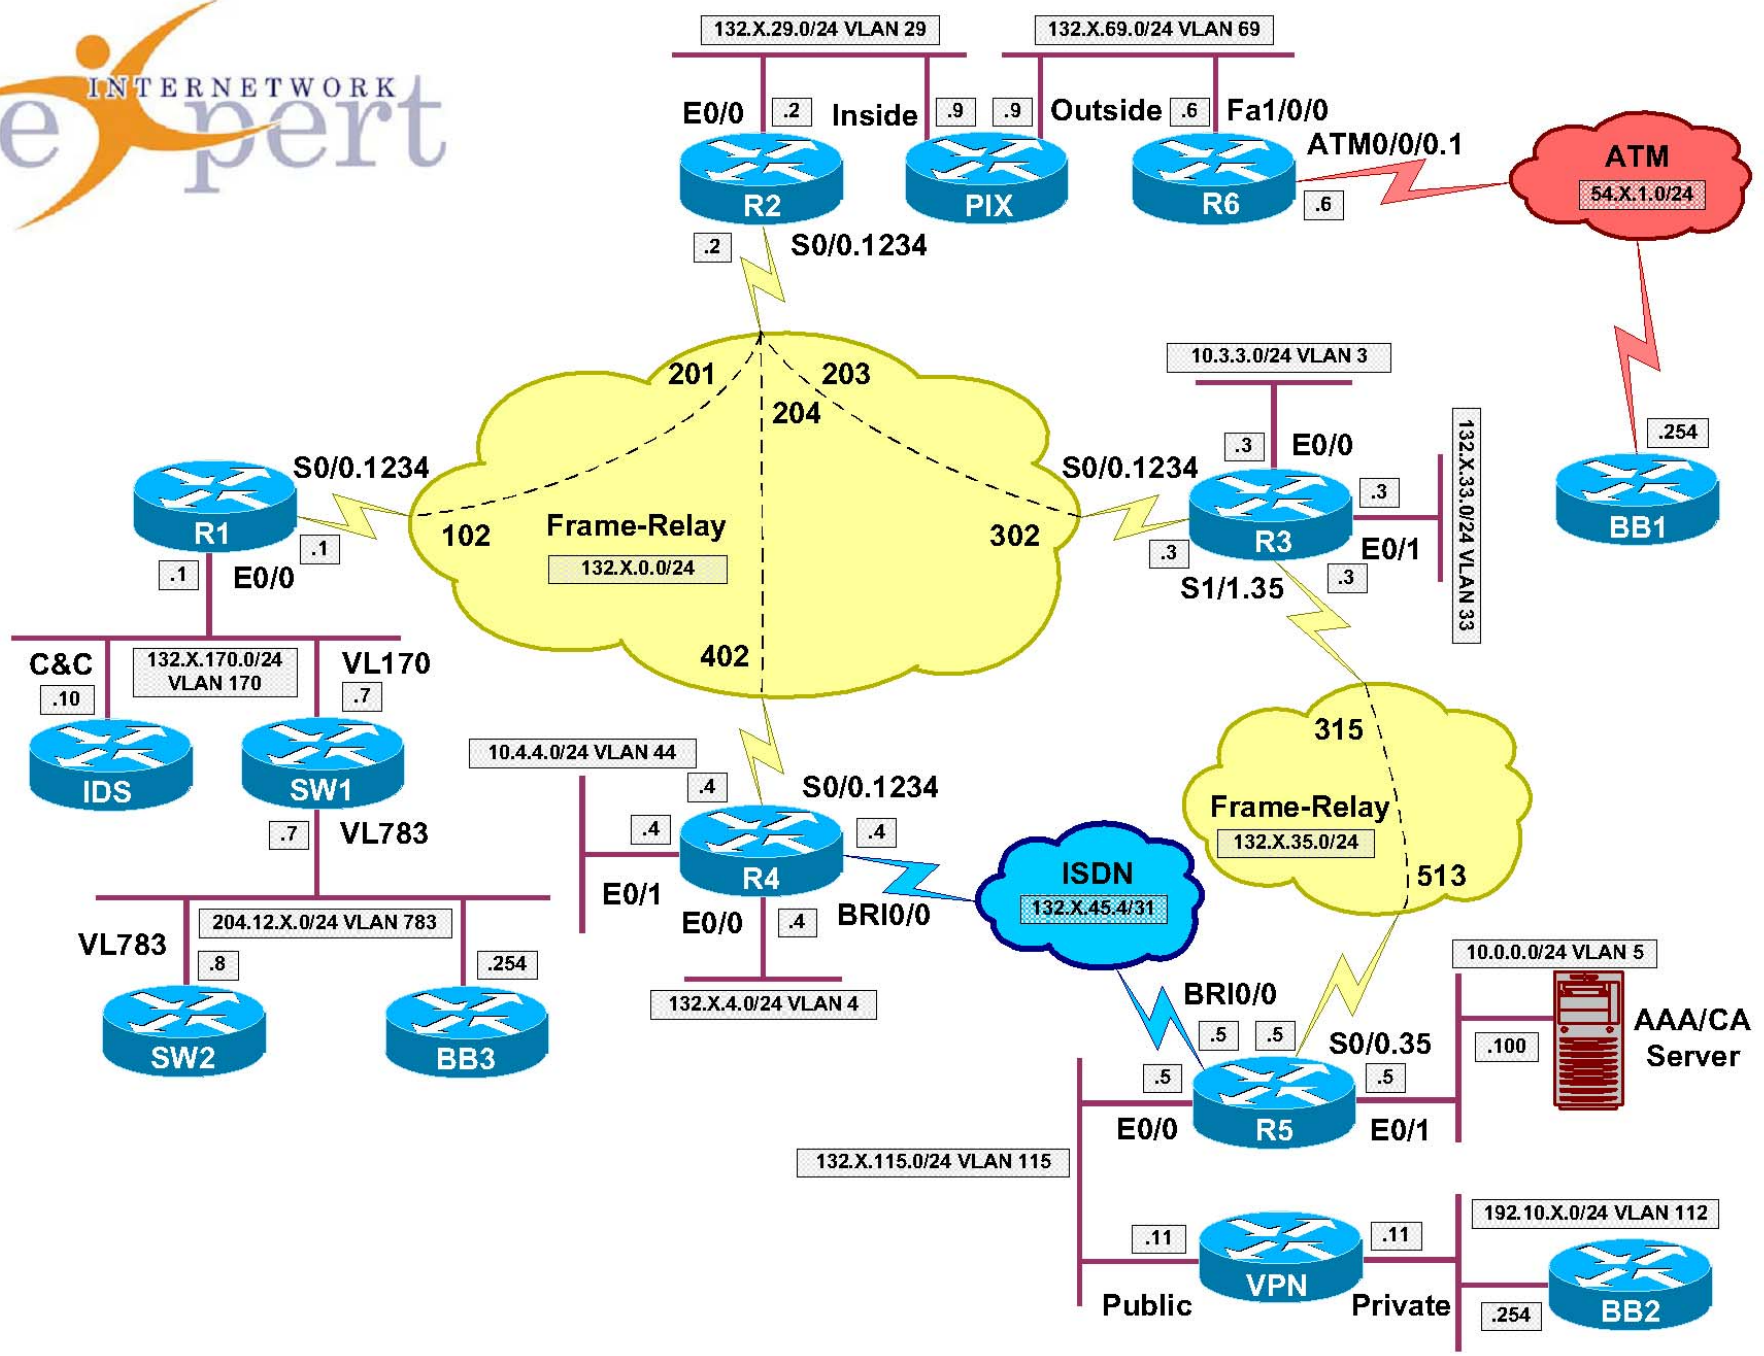 INTERNETWORK
expert
132.X.29.0/24 VLAN 29
132.X.69.0/24 VLAN 69
E0/0
.2
Inside
.9
.9
Outside
.6
Fa1/0/0
ATM0/0/0.1
ATM
54.X.1.0/24
R2
PIX
R6
.6
.2
S0/0.1234
10.3.3.0/24 VLAN 3
201
203
204
.3
E0/0
132.X.33.0/24 VLAN 33
.254
S0/0.1234
S0/0.1234
.3
R1
102
Frame-Relay
132.X.0.0/24
302
R3
BB1
.1
.3
E0/1
.1
E0/0
S1/1.35
.3
C&C
132.X.170.0/24
VLAN 170
VL170
402
.10
.7
315
10.4.4.0/24 VLAN 44
IDS
SW1
.4
S0/0.1234
Frame-Relay
132.X.35.0/24
.7
VL783
.4
.4
R4
ISDN
132.X.45.4/31
513
E0/1
204.12.X.0/24 VLAN 783
E0/0
.4
BRI0/0
VL783
.8
.254
10.0.0.0/24 VLAN 5
132.X.4.0/24 VLAN 4
BRI0/0
SW2
BB3
.5
.5
S0/0.35
.100
AAA/CA
Server
.5
.5
E0/0
R5
E0/1
132.X.115.0/24 VLAN 115
192.10.X.0/24 VLAN 112
.11
.11
VPN
Public
Private
.254
BB2